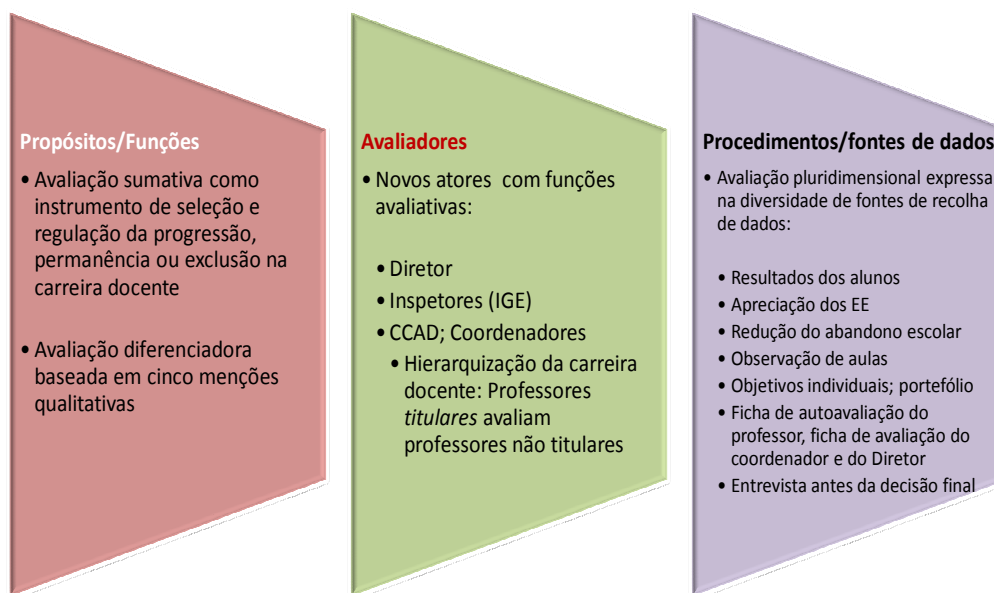 Propósitos/Funções
• Avaliação sumativa como
instrumento de seleção e
regulação da progressão,
permanência ou exclusão na
carreira docente
• Avaliação diferenciadora
baseada em cinco menções
qualitativas
Avaliadores
• Novos atores com funções
avaliativas:
• Diretor
• Inspetores (IGE)
• CCAD; Coordenadores
• Hierarquização da carreira
docente: Professores
titulares avaliam
professores não titulares
Procedimentos/fontes de dados
• Avaliação pluridimensional expressa
na diversidade de fontes de recolha
de dados:
• Resultados dos alunos
• Apreciação dos EE
• Redução do abandono escolar
• Observação de aulas
• Objetivos individuais; portefólio
• Ficha de autoavaliação do
professor, ficha de avaliação do
coordenador e do Diretor
• Entrevista antes da decisão final